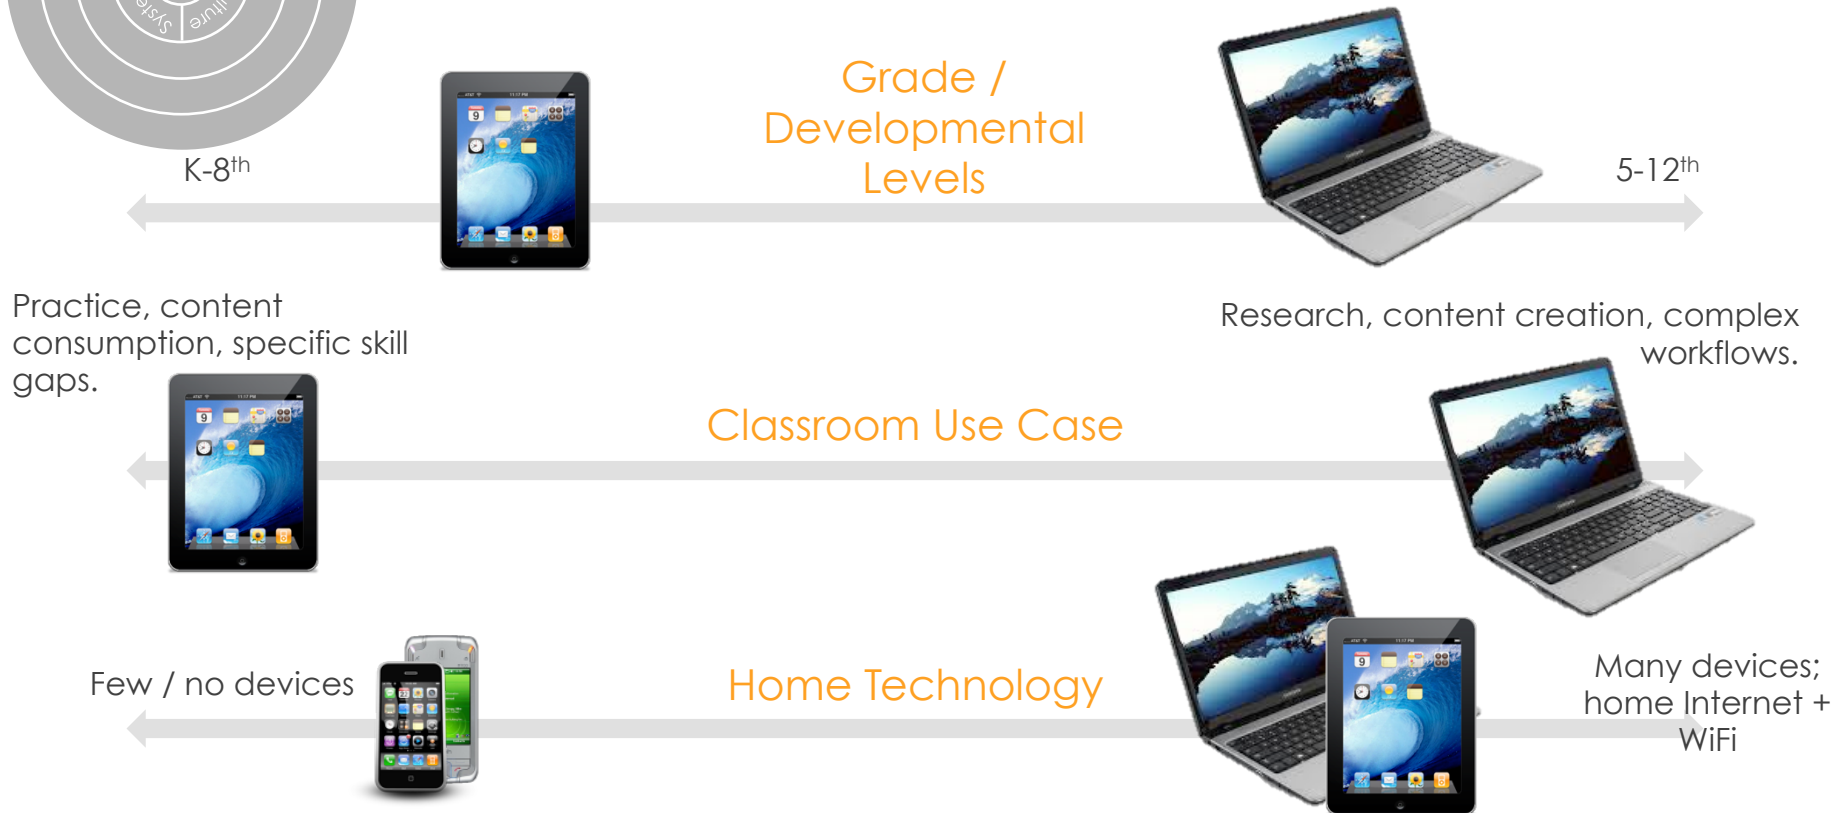 Grade /
Developmental
Levels
K-8th
5-12th
Practice, content
consumption, specific skill
gaps.
Research, content creation, complex
workflows.
Classroom Use Case
Few / no devices
Home Technology
Many devices;
home Internet +
WiFi